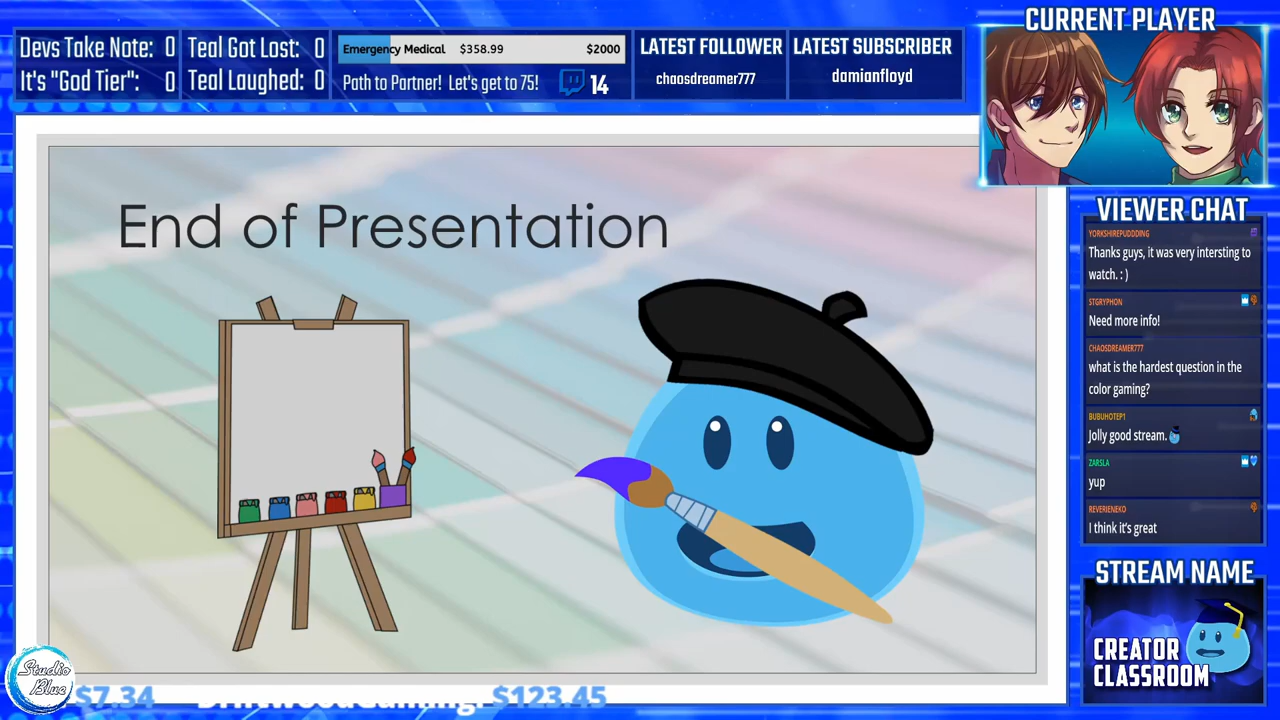 Devs Take Note: 0
It's "God Tier": 0
Teal Got Lost: 0
Teal Laughed: 0
Emergency Medical $358.99 $2000
Path to Partner! Let's get to 75! 14
LATEST FOLLOWER
chaosdreamer777
LATEST SUBSCRIBER
damianfloyd
CURRENT PLAYER
End of Presentation
VIEWER CHAT
YORKSHIREPUDDDING
Thanks guys, it was very intersting to
watch. : )
STGRYPHON
Need more info!
CHAOSDREAMER777
what is the hardest question in the
color gaming?
BUBUHOTEP1
Jolly good stream.
ZARSLA
yup
REVERIENEKO
I think it's great
STREAM NAME
CREATOR
CLASSROOM
Studio
Blue
$7.34 DriftwoodGaming: $123.45